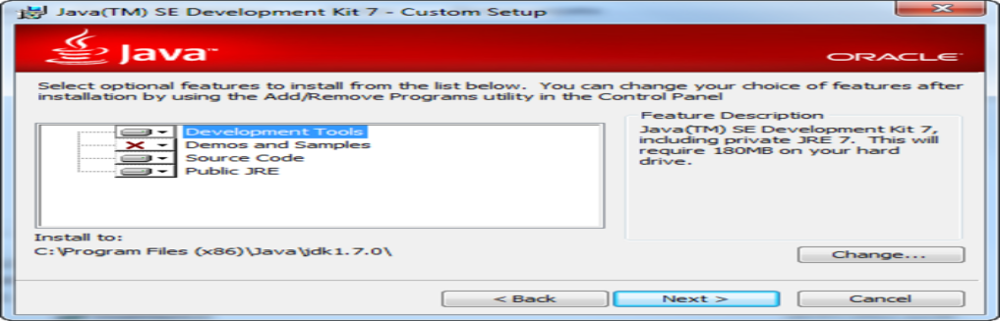 Java(TM) SE Development Kit 7 - Custom Setup
Java™
ORACLE
Select optional features to install from the list below. You can change your choice of features after
installation by using the Add/Remove Programs utility in the Control Panel
Development Tools
Demos and Samples
Source Code
Public JRE
Feature Description
Java(TM) SE Development Kit 7,
including private JRE 7. This will
require 180MB on your hard
drive.
Install to:
C:\Program Files (x86)\Java\jdk1.7.0\
Change...
< Back
Next >
Cancel